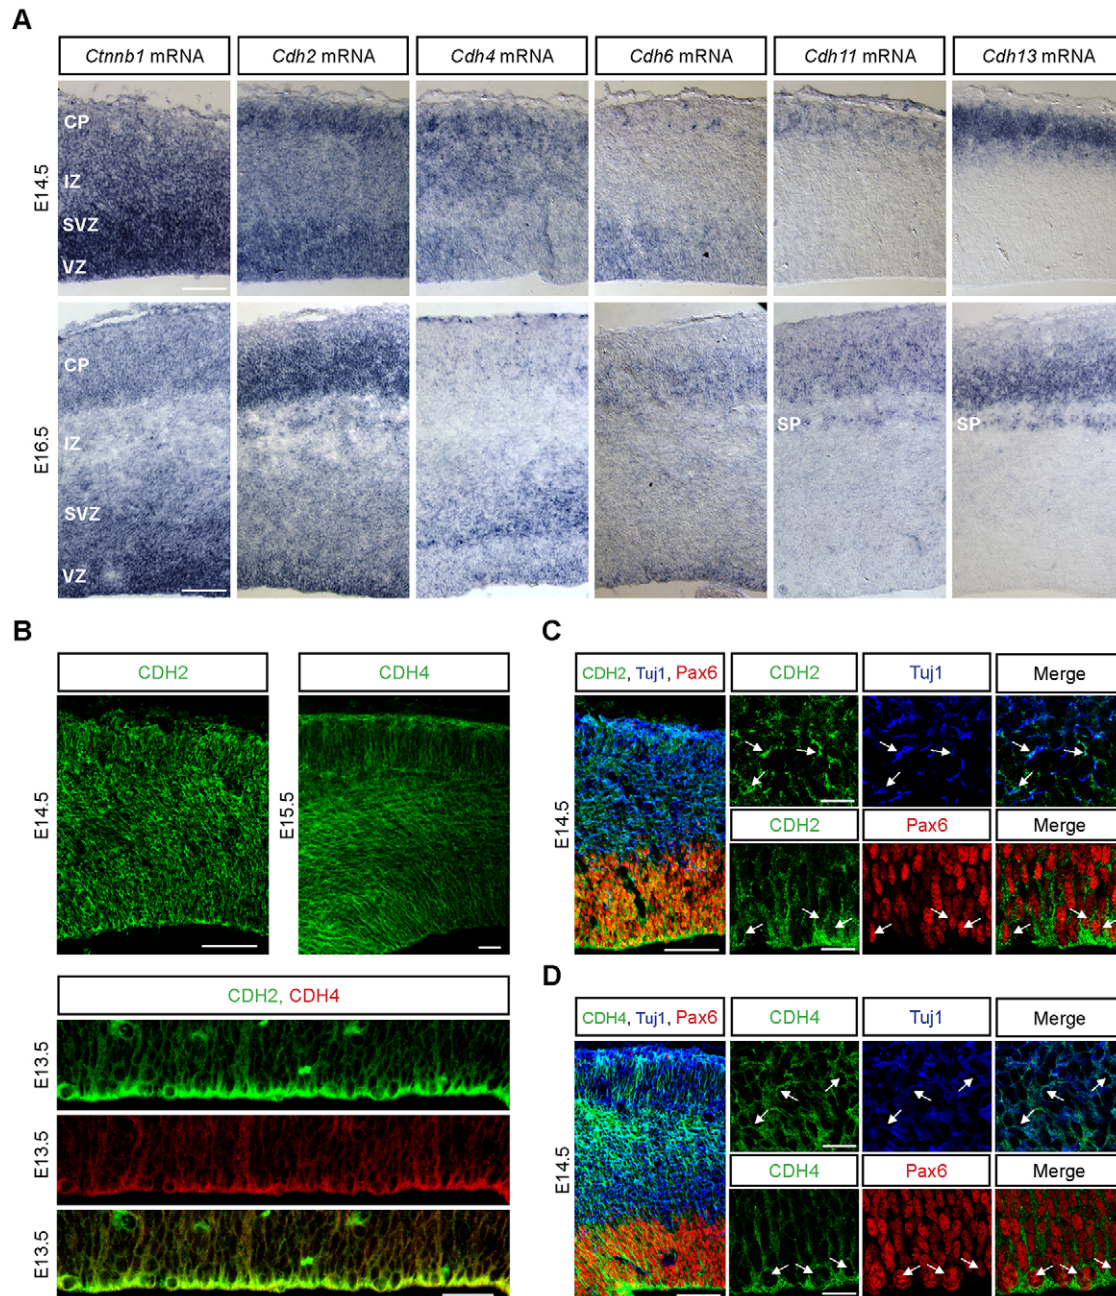 A
Ctnnb1 mRNA
Cdh2 mRNA
Cdh4 mRNA
Cdh6 mRNA
Cdh11 mRNA
Cdh13 mRNA
E14.5
CP
IZ
SVZ
VZ
E16.5
CP
IZ
SVZ
VZ
SP
SP
B
CDH2
CDH4
E14.5
E15.5
CDH2, CDH4
E13.5
E13.5
E13.5
C
CDH2, Tuj1, Pax6
CDH2
Tuj1
Merge
E14.5
CDH2
Pax6
Merge
D
CDH4, Tuj1, Pax6
CDH4
Tuj1
Merge
E14.5
CDH4
Pax6
Merge